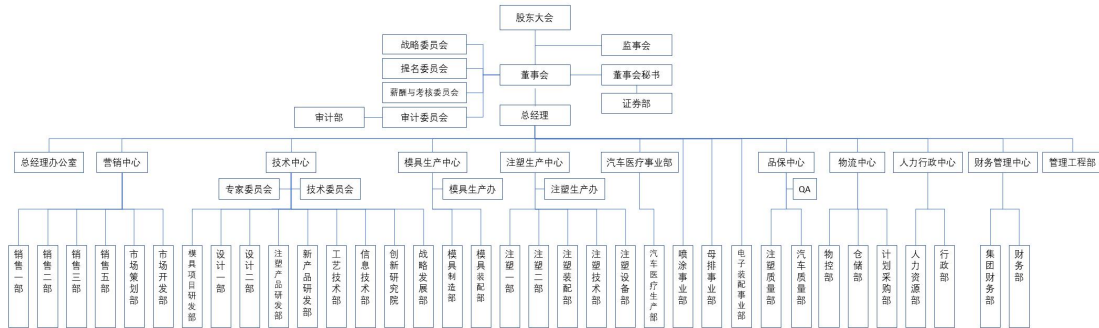 股东大会
战略委员会
监事会
提名委员会
董事会
董事会秘书
薪酬与考核委员会
证券部
审计部
审计委员会
总经理
总经理办公室
营销中心
技术中心
模具生产中心
注塑生产中心
汽车医疗事业部
品保中心
物流中心
人力行政中心
财务管理中心
管理工程部
专家委员会
技术委员会
模具生产办
注塑生产办
QA
销售一部
销售二部
销售三部
销售五部
市场策划部
市场开发部
模具项目研发部
设计一部
设计二部
注塑产品研发部
新产品研发部
工艺技术部
信息技术部
创新研究院
战略发展部
模具制造部
模具装配部
注塑一部
注塑二部
注塑装配部
注塑技术部
注塑设备部
汽车医疗生产部
喷涂事业部
母排事业部
电子装配事业部
注塑质量部
汽车质量部
物控部
仓储部
计划采购部
人力资源部
行政部
集团财务部
财务部